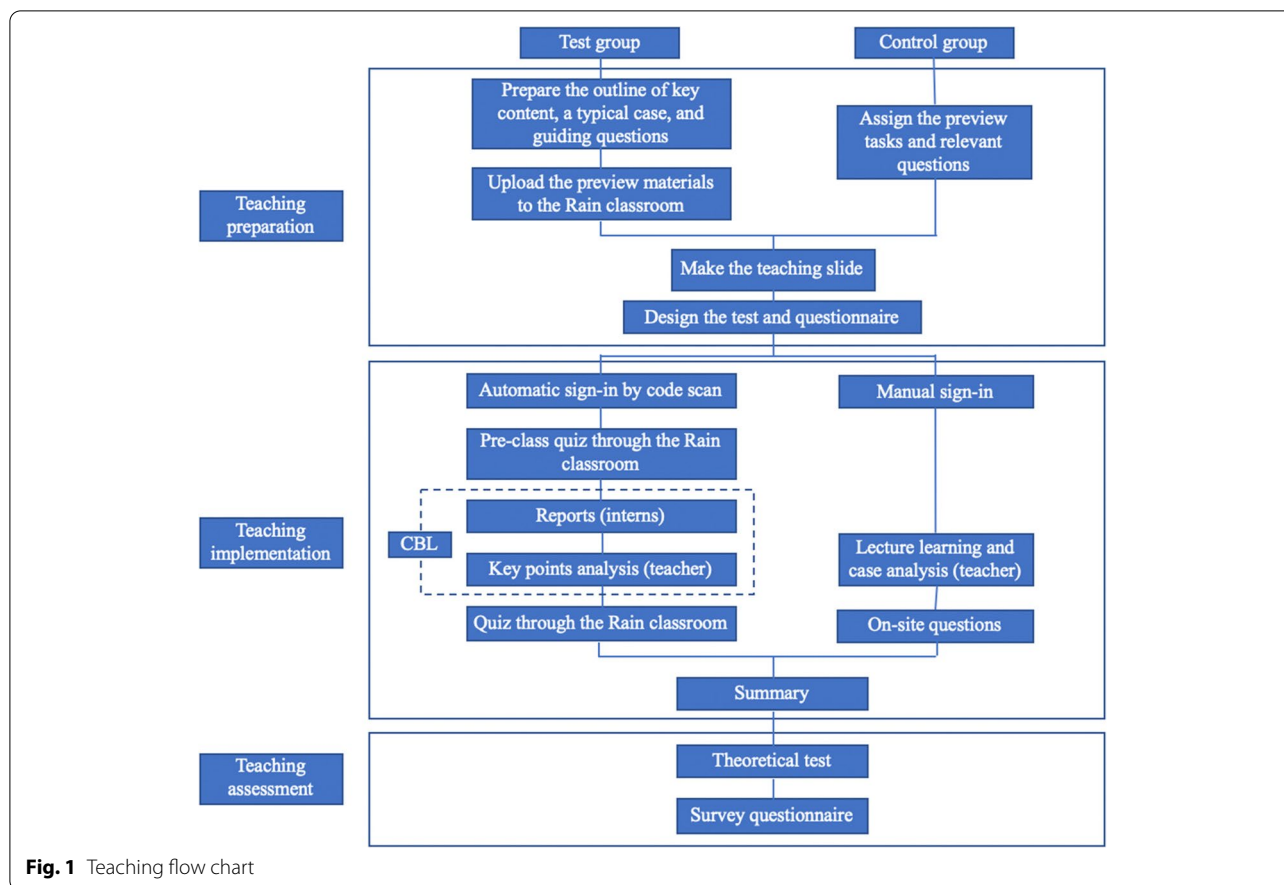 Test group
Control group
Prepare the outline of key
content, a typical case, and
guiding questions
Assign the preview
tasks and relevant
questions
Upload the preview materials
to the Rain classroom
Teaching
preparation
Make the teaching slide
Design the test and questionnaire
Automatic sign-in by code scan
Manual sign-in
Pre-class quiz through the Rain
classroom
Teaching
implementation
CBL
Reports (interns)
Key points analysis (teacher)
Lecture learning and
case analysis (teacher)
Quiz through the Rain classroom
On-site questions
Summary
Teaching
assessment
Theoretical test
Survey questionnaire
Fig. 1 Teaching flow chart